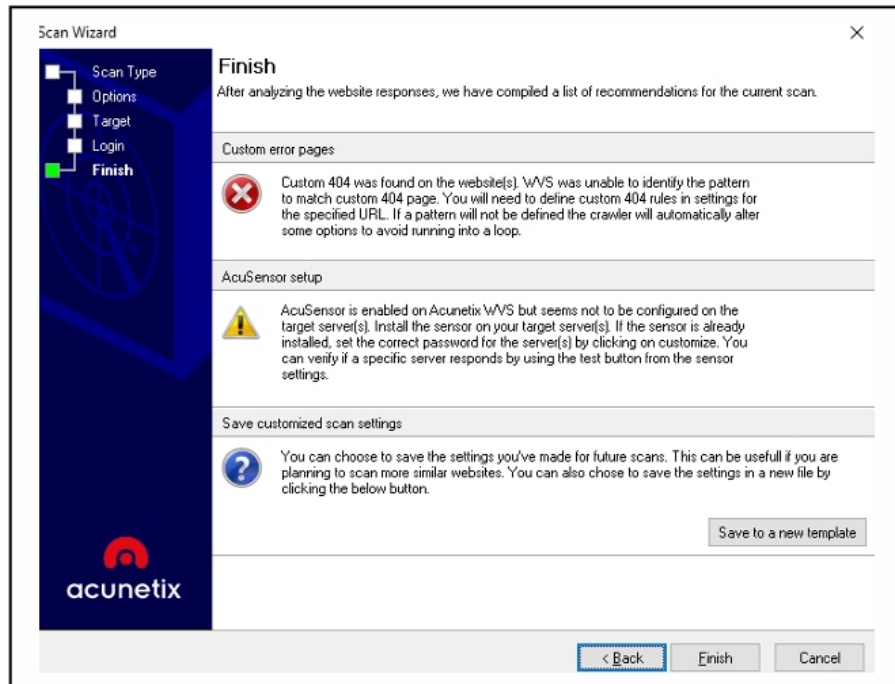 Scan Wizard
Scan Type
Options
Target
Login
Finish
Finish
After analyzing the website responses, we have compiled a list of recommendations for the current scan.
Custom error pages
Custom 404 was found on the website(s). WVS was unable to identify the pattern
to match custom 404 page. You will need to define custom 404 rules in settings for
the specified URL. If a pattern will not be defined the crawler will automatically alter
some options to avoid running into a loop.
AcuSensor setup
AcuSensor is enabled on Acunetix WVS but seems not to be configured on the
target server(s). Install the sensor on your target server(s). If the sensor is already
installed, set the correct password for the server(s) by clicking on customize. You
can verify if a specific server responds by using the test button from the sensor
settings.
Save customized scan settings
You can choose to save the settings you've made for future scans. This can be usefull if you are
planning to scan more similar websites. You can also chose to save the settings in a new file by
clicking the below button.
Save to a new template
acunetix
< Back
Finish
Cancel